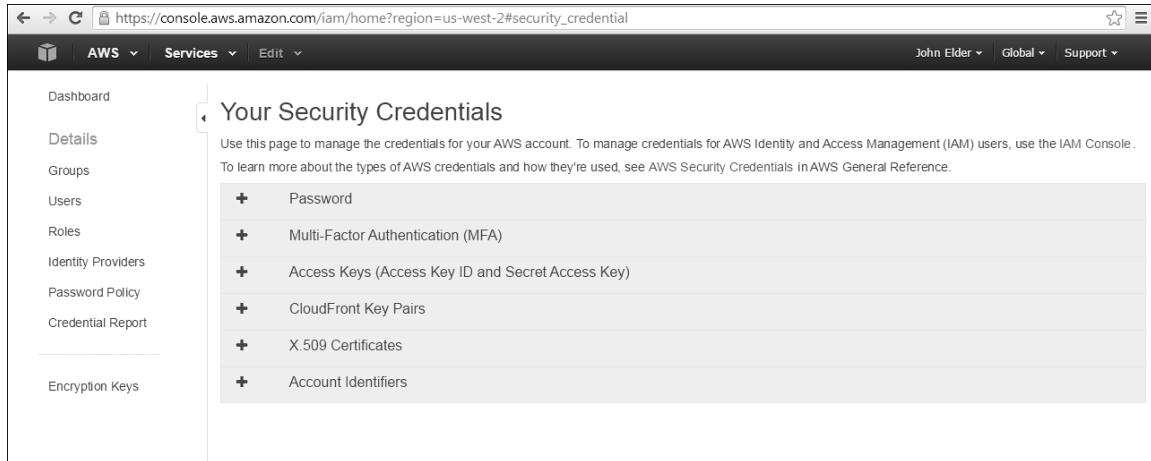 https://console.aws.amazon.com/iam/home?region=us-west-2#security_credential
AWS Services Edit John Elder Global Support
Dashboard
Details
Groups
Users
Roles
Identity Providers
Password Policy
Credential Report
Encryption Keys
Your Security Credentials
Use this page to manage the credentials for your AWS account. To manage credentials for AWS Identity and Access Management (IAM) users, use the IAM Console.
To learn more about the types of AWS credentials and how they're used, see AWS Security Credentials in AWS General Reference.
Password
Multi-Factor Authentication (MFA)
Access Keys (Access Key ID and Secret Access Key)
CloudFront Key Pairs
X.509 Certificates
Account Identifiers